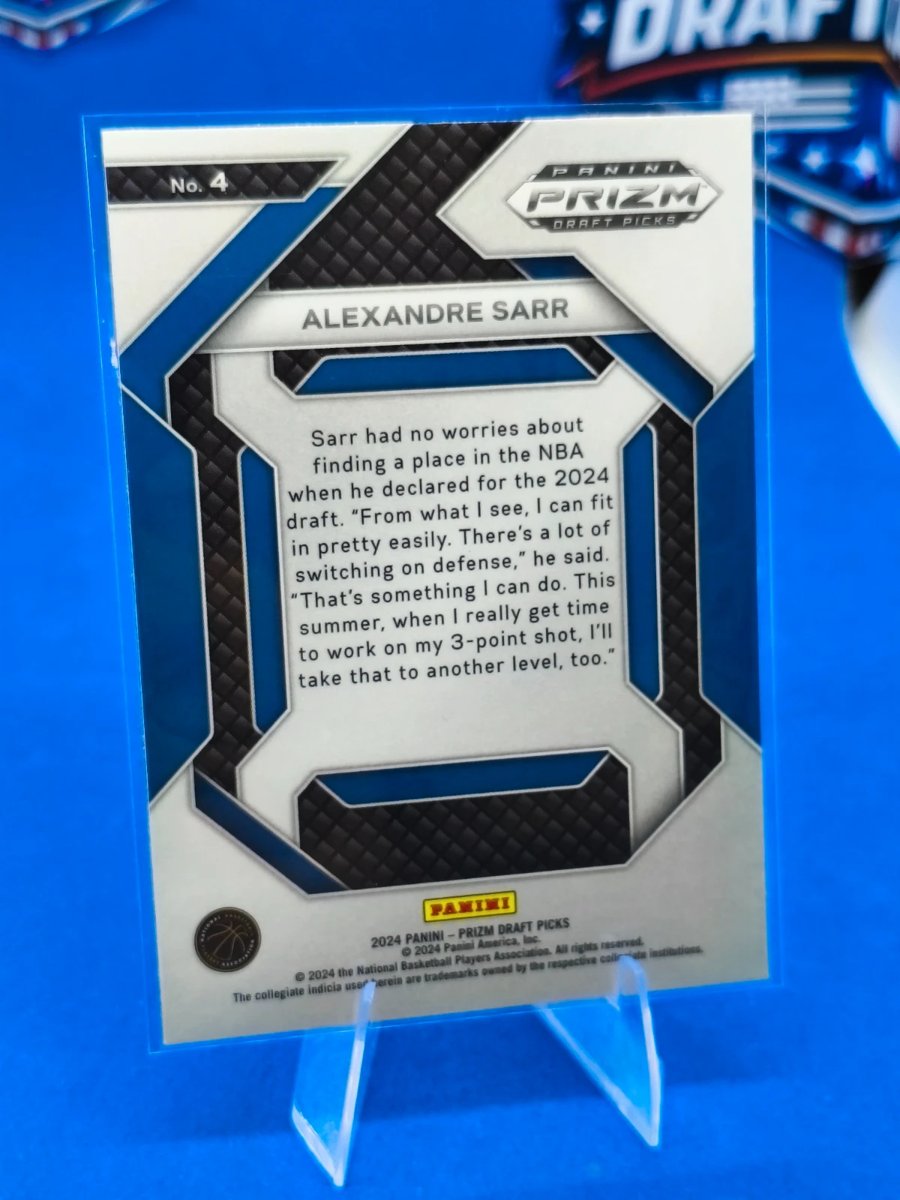 DRAFT
No. 4
PANINI
PRIZM
DRAFT PICKS
ALEXANDRE SARR
Sarr had no worries about
finding a place in the NBA
when he declared for the 2024
draft. “From what I see, I can fit
in pretty easily. There’s a lot of
switching on defense,” he said.
“That’s something I can do. This
summer, when I really get time
to work on my 3-point shot, I’ll
take that to another level, too.”
PANINI
2024 PANINI – PRIZM DRAFT PICKS
© 2024 Panini America, Inc.
© 2024 the National Basketball Players Association. All rights reserved.
The collegiate indicia used herein are trademarks owned by the respective collegiate institutions.